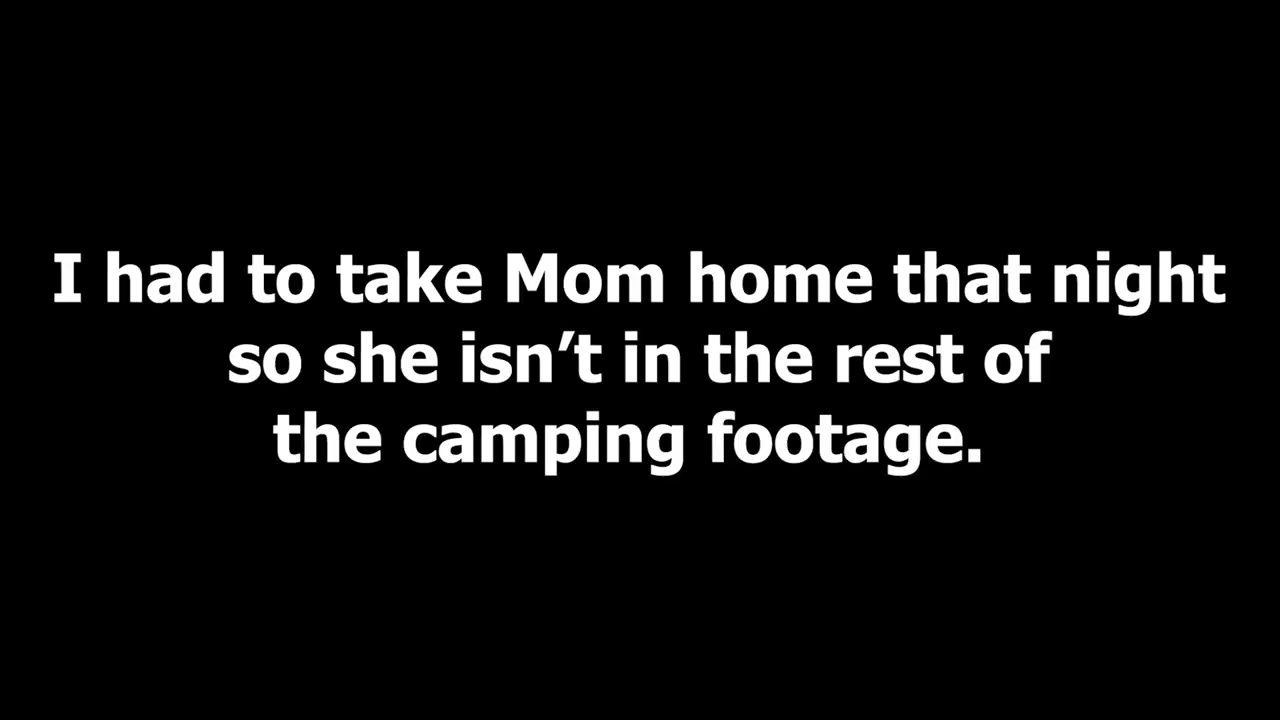 I had to take Mom home that night
so she isn’t in the rest of
the camping footage.